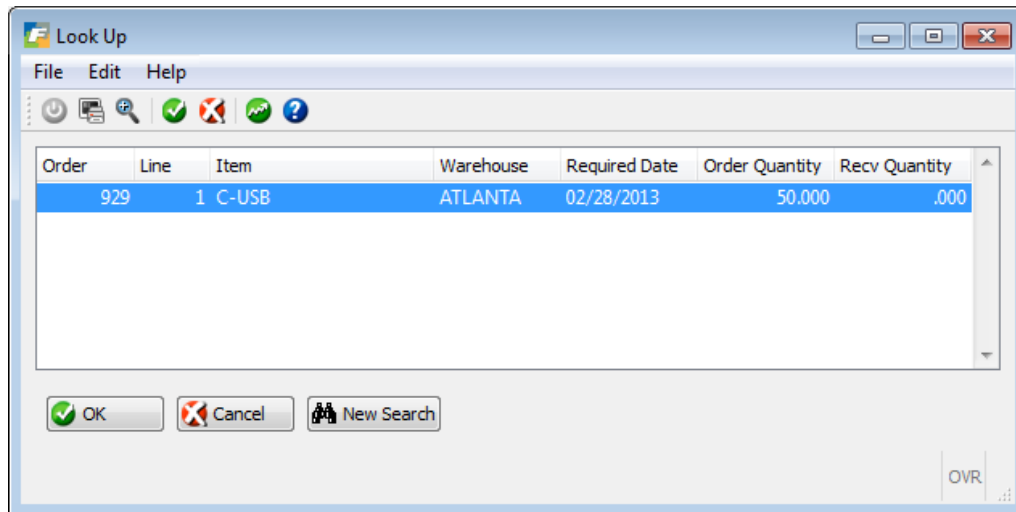 Look Up
File Edit Help
Order Line Item Warehouse Required Date Order Quantity Recv Quantity
929 1 C-USB ATLANTA 02/28/2013 50.000 .000
OK Cancel New Search
OVR